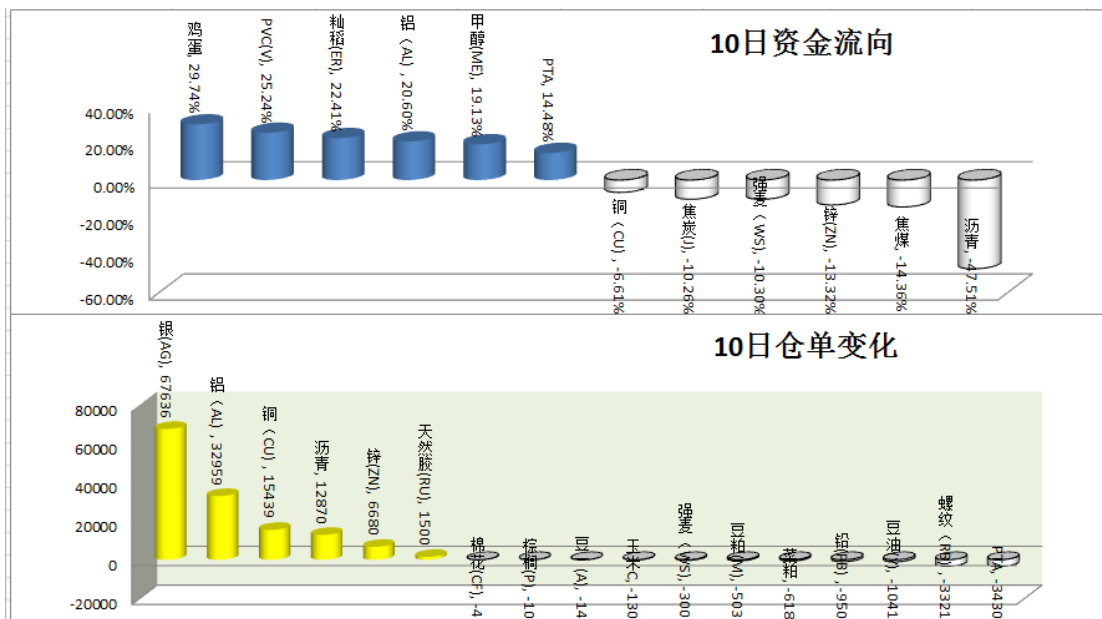 10日资金流向
40.00%
20.00%
0.00%
-20.00%
-40.00%
-60.00%
鸡蛋, 29.74%
PVC(V), 25.24%
籼稻(ER), 22.41%
铝（AL）, 20.60%
甲醇(ME), 19.13%
PTA, 14.48%
铜（CU）, -6.61%
焦炭(J), -10.26%
强麦（WS）, -10.30%
锌(ZN), -13.32%
焦煤, -14.36%
沥青, -47.51%
10日仓单变化
80000
60000
40000
20000
0
-20000
银(AG), 67636
铝（AL）, 32959
铜（CU）, 15439
沥青, 12870
锌(ZN), 6680
天然胶(RU), 1500
棉花(CF), -4
棕榈(P), -10
豆一(A), -14
玉米C, -130
强麦（WS）, -300
豆粕(M), -503
菜粕, -618
铅(PB), -950
豆油(Y), -1041
螺纹（RB）, -3321
PTA, -3430